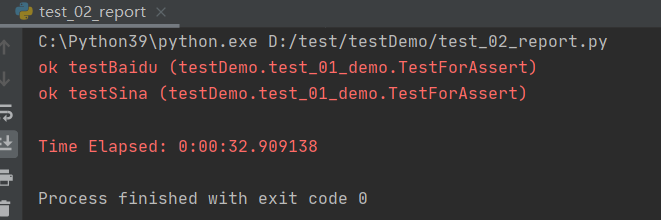 test_02_report
C:\Python39\python.exe D:/test/testDemo/test_02_report.py
ok testBaidu (testDemo.test_01_demo.TestForAssert)
ok testSina (testDemo.test_01_demo.TestForAssert)
Time Elapsed: 0:00:32.909138
Process finished with exit code 0